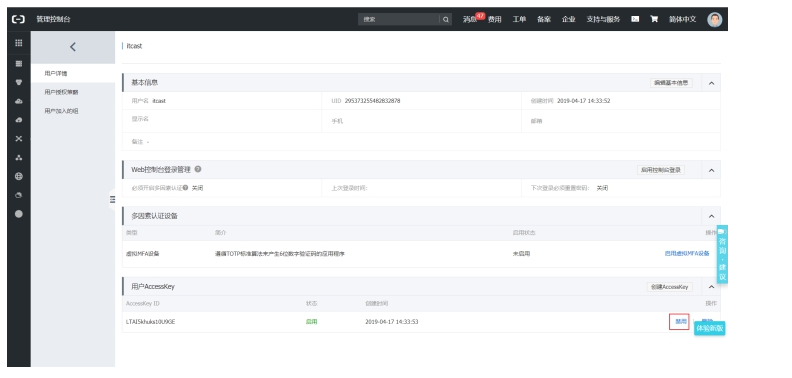 管理控制台 搜索 消息97 费用 工单 备案 企业 支持与服务 简体中文
itcast
用户详情
用户授权策略
用户加入的组
基本信息 编辑基本信息
用户名 itcast UID 295373255482832878 创建时间 2019-04-17 14:33:52
显示名 手机 邮箱
备注 -
Web控制台登录管理 启用控制台登录
必须开启多因素认证 关闭 上次登录时间: 下次登录必须重置密码: 关闭
多因素认证设备
类型 简介 启用状态 操作
虚拟MFA设备 遵循TOTP标准算法来产生6位数字验证码的应用程序 未启用 启用虚拟MFA设备
咨询·建议
用户AccessKey 创建AccessKey
AccessKey ID 状态 创建时间 操作
LTAI5khukst0U9GE 启用 2019-04-17 14:33:53 禁用
体验新版